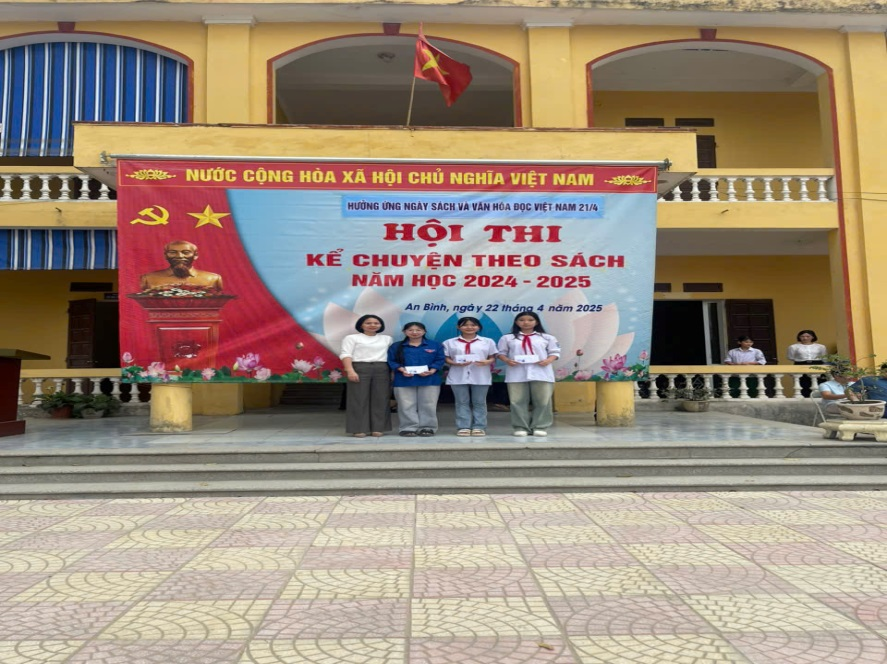 NƯỚC CỘNG HÒA XÃ HỘI CHỦ NGHĨA VIỆT NAM
HƯỞNG ỨNG NGÀY SÁCH VÀ VĂN HÓA ĐỌC VIỆT NAM 21/4
HỘI THI
KỂ CHUYỆN THEO SÁCH
NĂM HỌC 2024 - 2025
An Bình, ngày 22 tháng 4 năm 2025